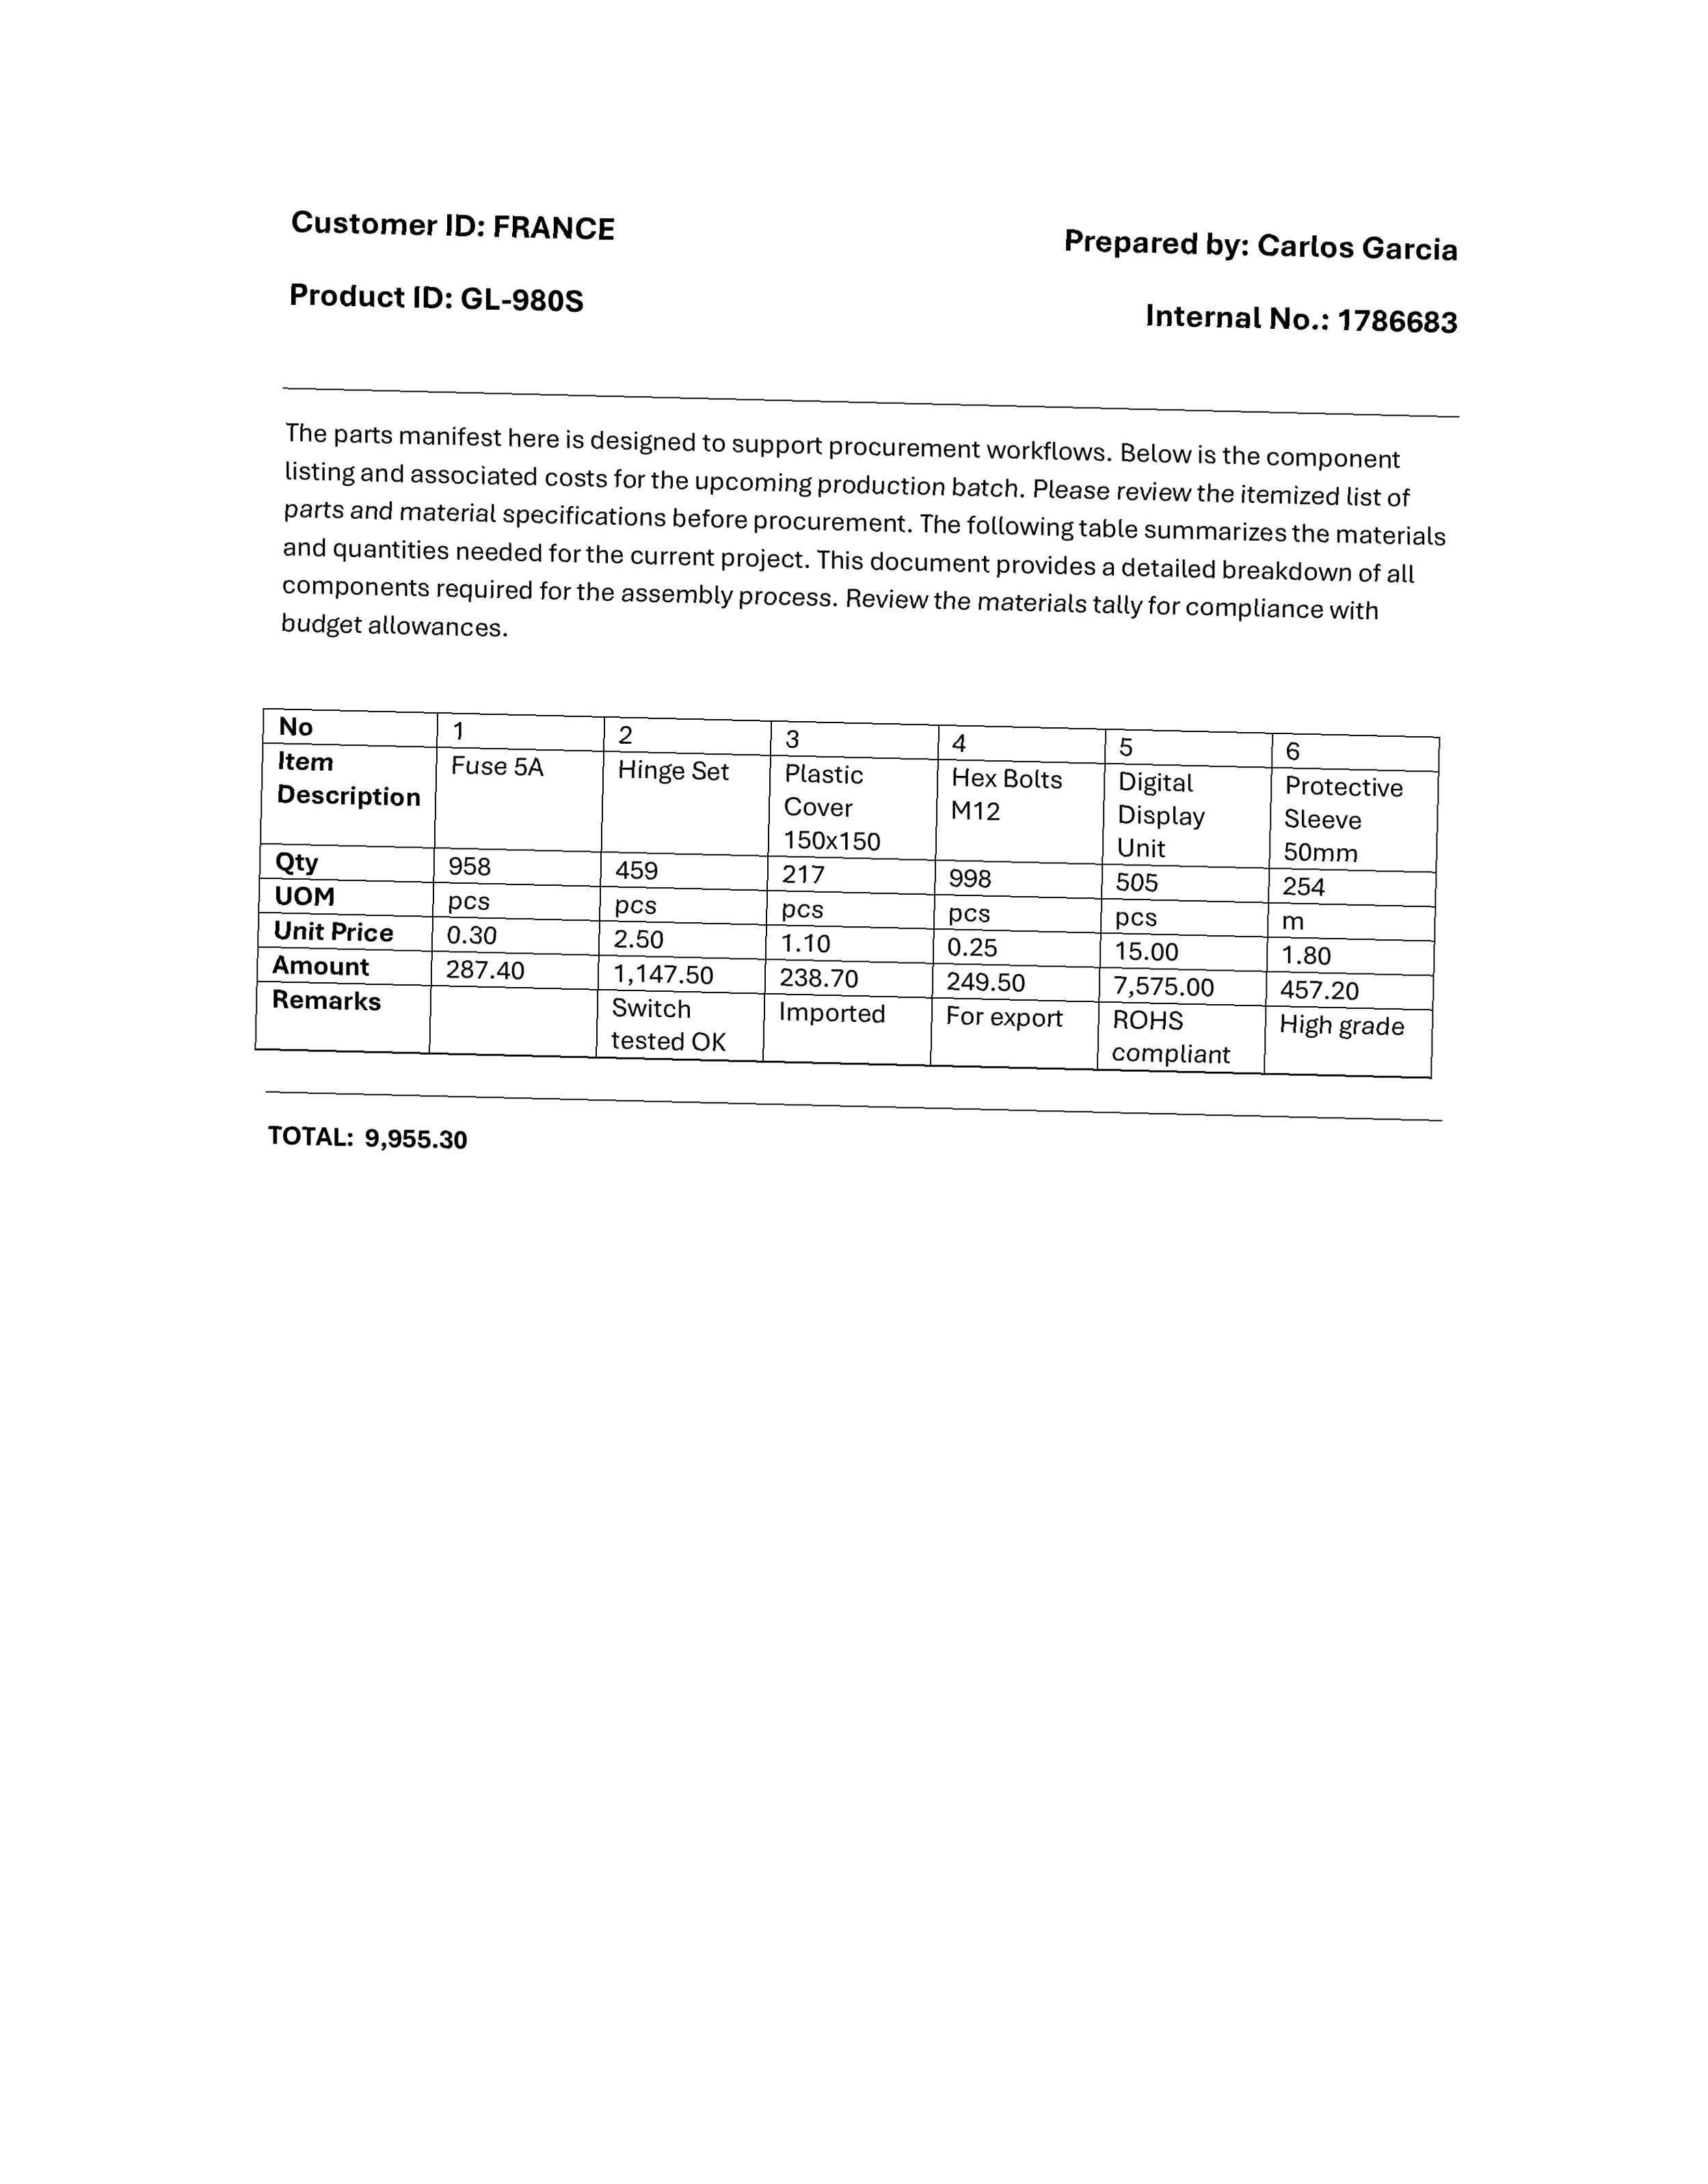 Customer ID: FRANCE
Prepared by: Carlos Garcia
Product ID: GL-980S
Internal No.: 1786683
The parts manifest here is designed to support procurement workflows. Below is the component
listing and associated costs for the upcoming production batch. Please review the itemized list of
parts and material specifications before procurement. The following table summarizes the materials
and quantities needed for the current project. This document provides a detailed breakdown of all
components required for the assembly process. Review the materials tally for compliance with
budget allowances.
No 1 2 3 4 5 6
Item Description Fuse 5A Hinge Set Plastic Cover 150x150 Hex Bolts M12 Digital Display Unit Protective Sleeve 50mm
Qty 958 459 217 998 505 254
UOM pcs pcs pcs pcs pcs m
Unit Price 0.30 2.50 1.10 0.25 15.00 1.80
Amount 287.40 1,147.50 238.70 249.50 7,575.00 457.20
Remarks Switch tested OK Imported For export ROHS compliant High grade
TOTAL: 9,955.30